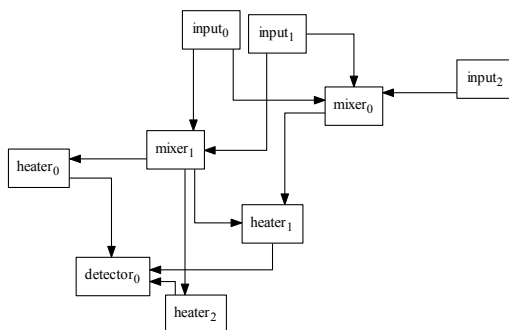 input₀
input₁
input₂
mixer₀
mixer₁
heater₀
heater₁
detector₀
heater₂